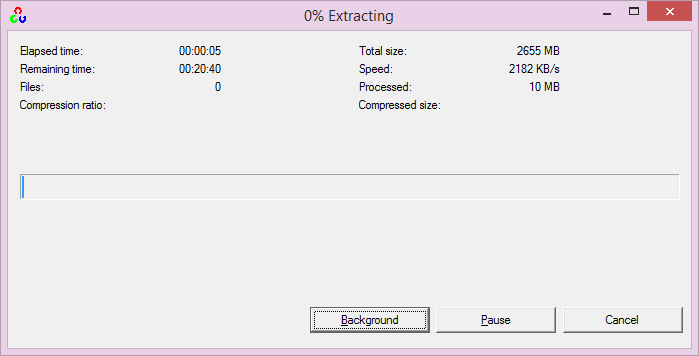 0% Extracting
Elapsed time: 00:00:05 Total size: 2655 MB
Remaining time: 00:20:40 Speed: 2182 KB/s
Files: 0 Processed: 10 MB
Compression ratio: Compressed size:
Background Pause Cancel